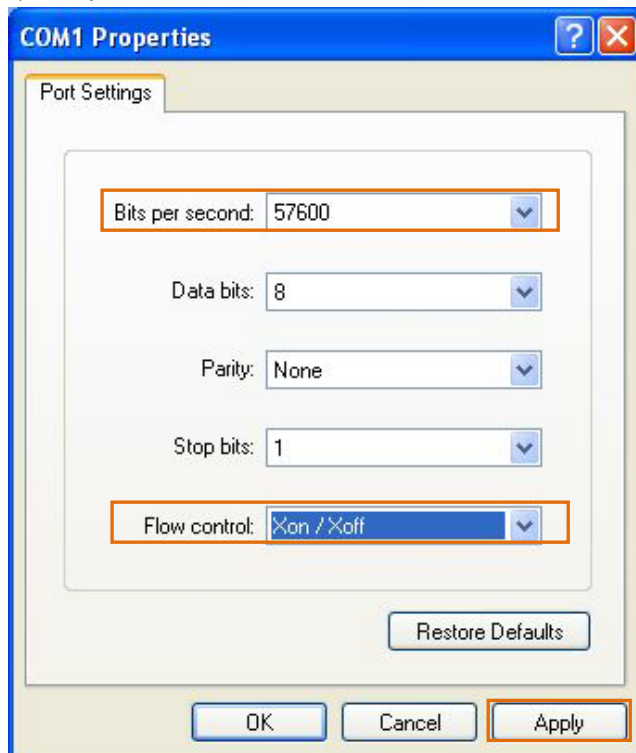 COM1 Properties
Port Settings
Bits per second: 57600
Data bits: 8
Parity: None
Stop bits: 1
Flow control: Xon / Xoff
Restore Defaults
OK Cancel Apply